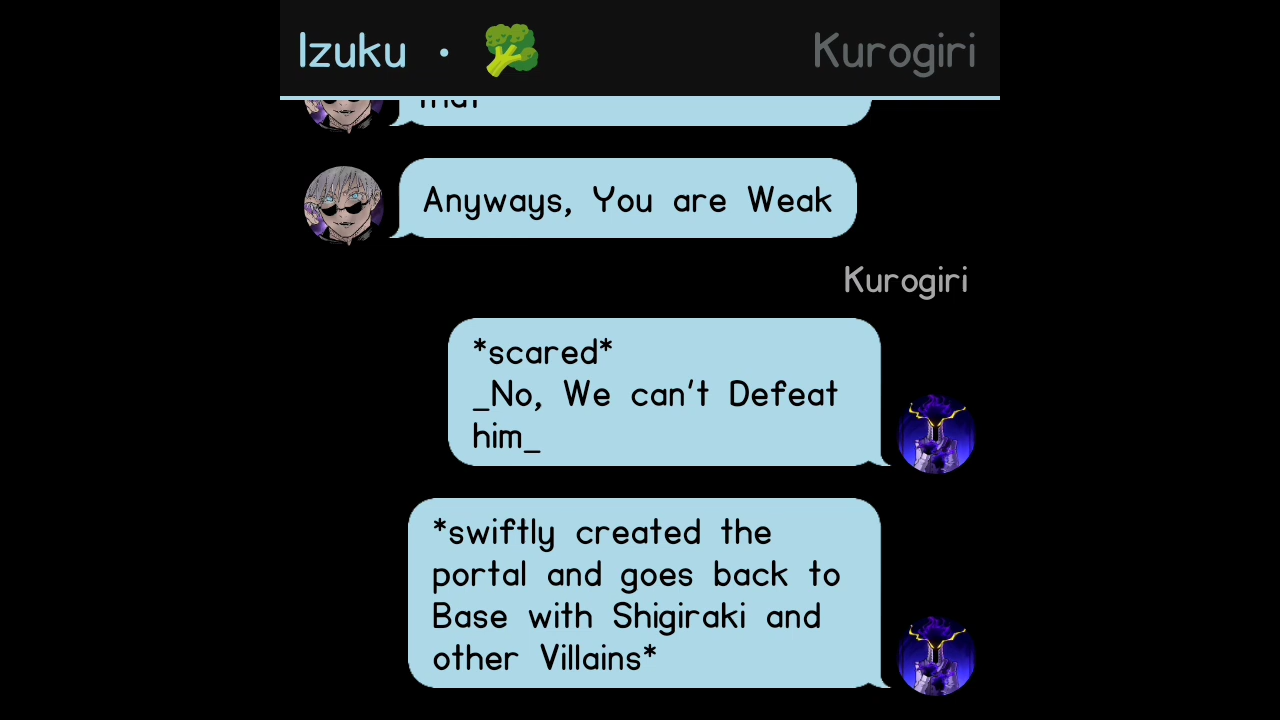 Izuku • 🥦 Kurogiri
that
Anyways, You are Weak
Kurogiri
*scared*
_No, We can't Defeat
him_
*swiftly created the
portal and goes back to
Base with Shigiraki and
other Villains*